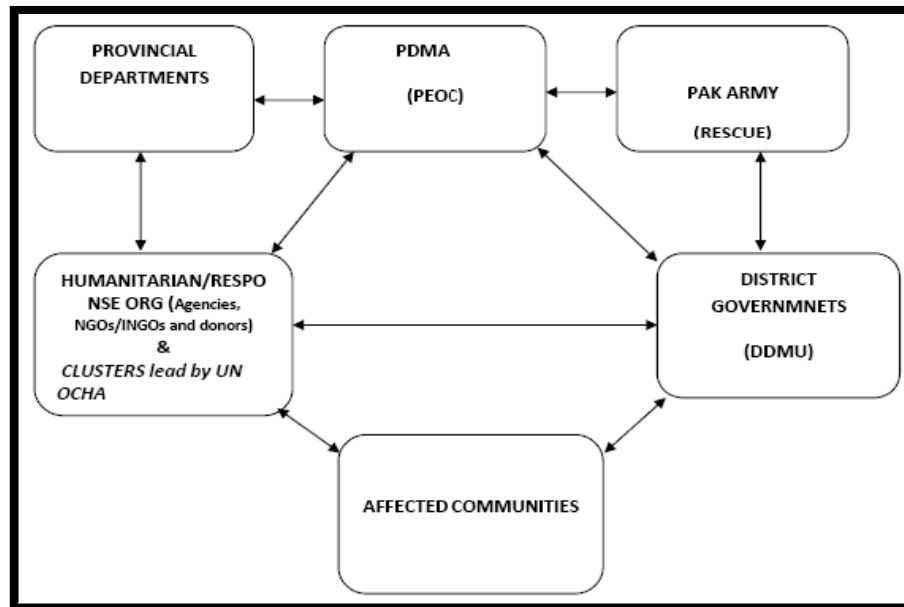 PROVINCIAL
DEPARTMENTS
PDMA
(PEOC)
PAK ARMY
(RESCUE)
HUMANITARIAN/RESPO
NSE ORG (Agencies,
NGOs/INGOs and donors)
&
CLUSTERS lead by UN
OCHA
DISTRICT
GOVERNMNETS
(DDMU)
AFFECTED COMMUNITIES